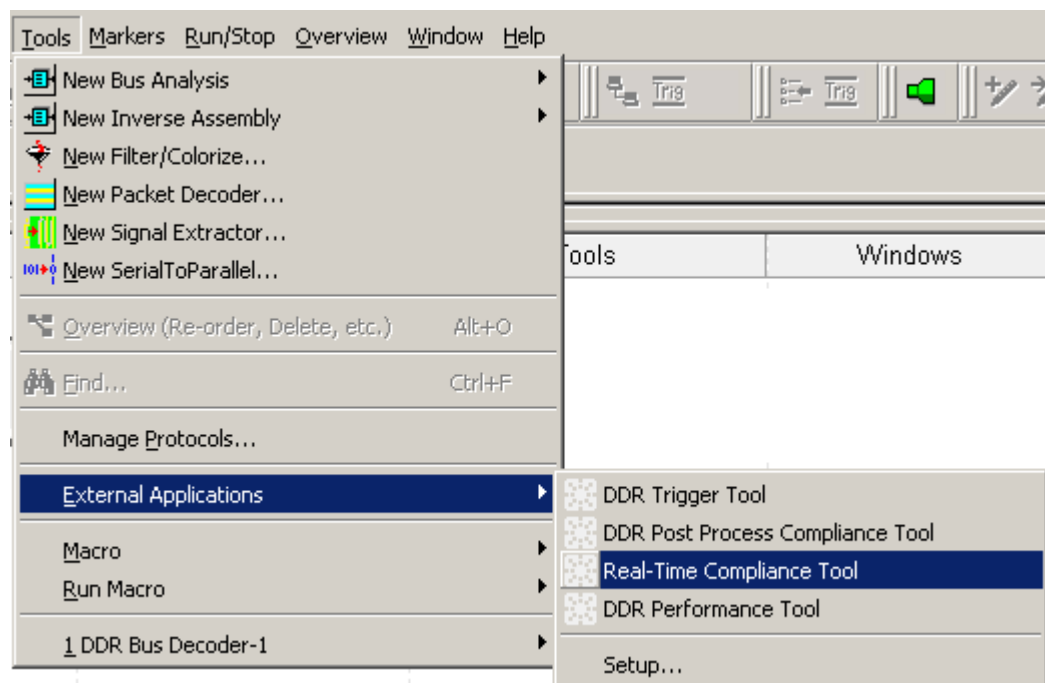 Tools Markers Run/Stop Overview Window Help
New Bus Analysis
New Inverse Assembly
New Filter/Colorize...
New Packet Decoder...
New Signal Extractor...
New SerialToParallel...
Overview (Re-order, Delete, etc.) Alt+O
Find... Ctrl+F
Manage Protocols...
External Applications
Macro
Run Macro
1 DDR Bus Decoder-1
Trig Trig
ools Windows
DDR Trigger Tool
DDR Post Process Compliance Tool
Real-Time Compliance Tool
DDR Performance Tool
Setup...